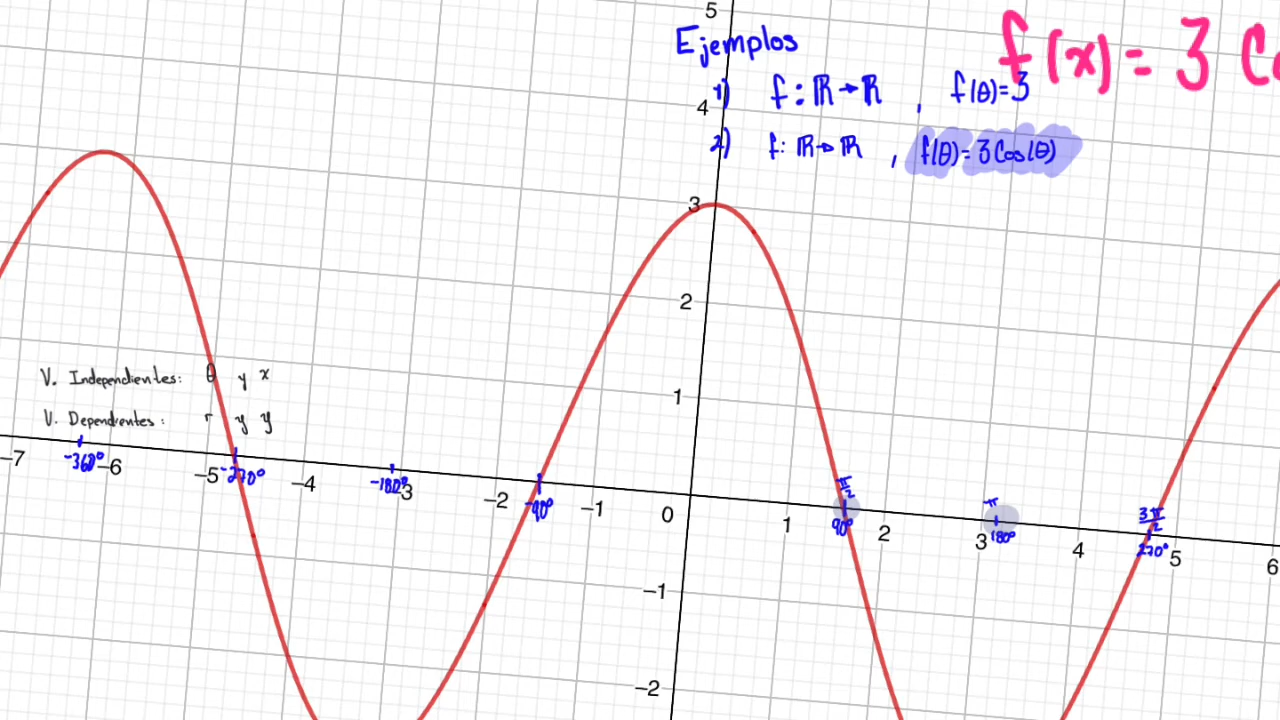 Ejemplos
1) f: ℝ→ℝ , f(θ)=3
2) f: ℝ→ℝ , f(θ)=3Cos(θ)
f(x) = 3 Co
V. Independientes: θ y x
V. Dependientes: r y y
5
4
3
2
1
0
−1
−2
−7 −6 −5 −4 −3 −2 −1 1 2 3 4 5 6
−360° −270° −180° −90° 90° 180° 270°
π/2 π 3π/2